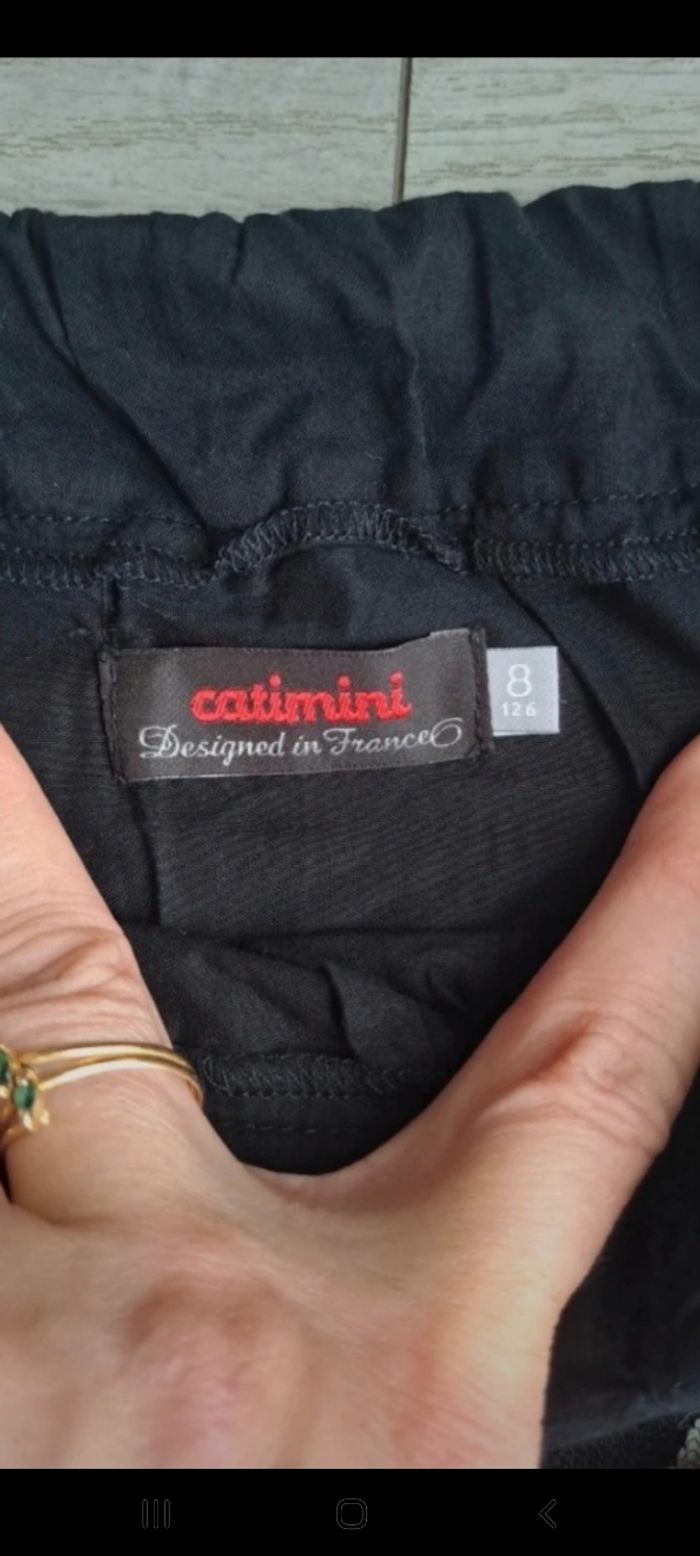 catimini
Designed in France
8
126